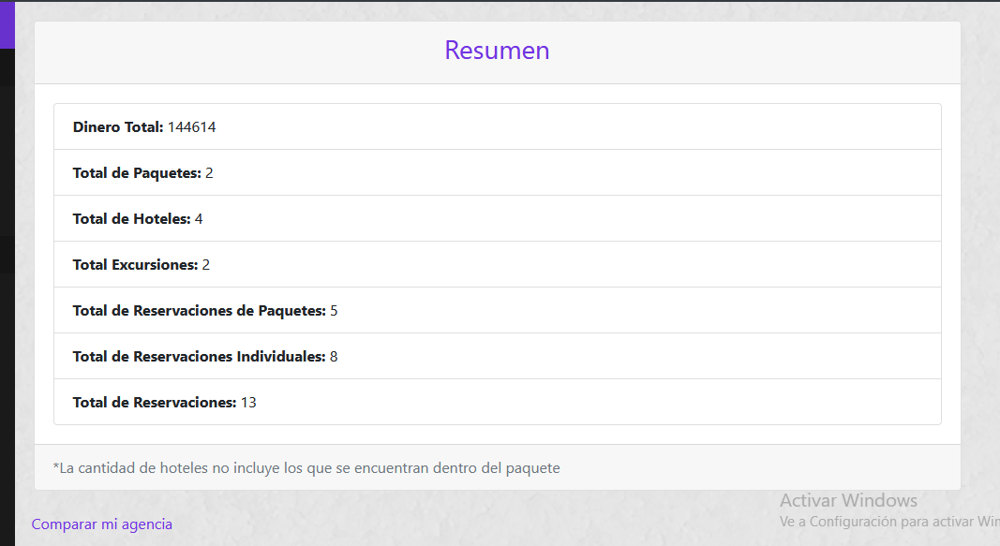 Resumen
Dinero Total: 144614
Total de Paquetes: 2
Total de Hoteles: 4
Total Excursiones: 2
Total de Reservaciones de Paquetes: 5
Total de Reservaciones Individuales: 8
Total de Reservaciones: 13
*La cantidad de hoteles no incluye los que se encuentran dentro del paquete
Activar Windows
Ve a Configuración para activar Win
Comparar mi agencia